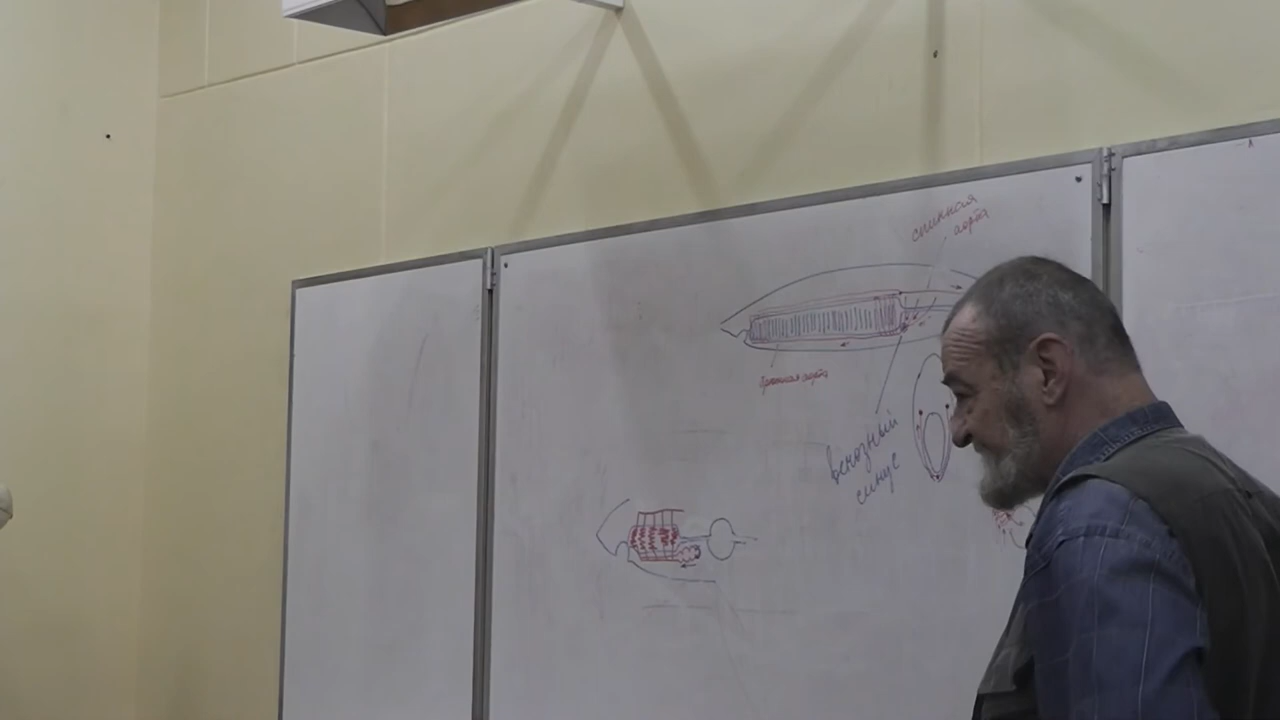 спинная
аорта
брюшная аорта
венозный
синус